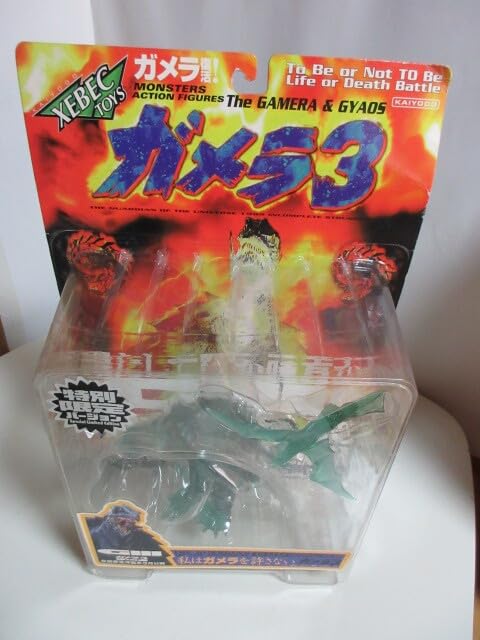 XEBEC
TOYS
ガメラ復活!
MONSTERS
ACTION FIGURES
The GAMERA & GYAOS
To Be or Not TO Be
Life or Death Battle
KAIYODO
ガメラ3
特別
限定
バージョン
Special Limited Edition
GIII
私はガメラを許さない